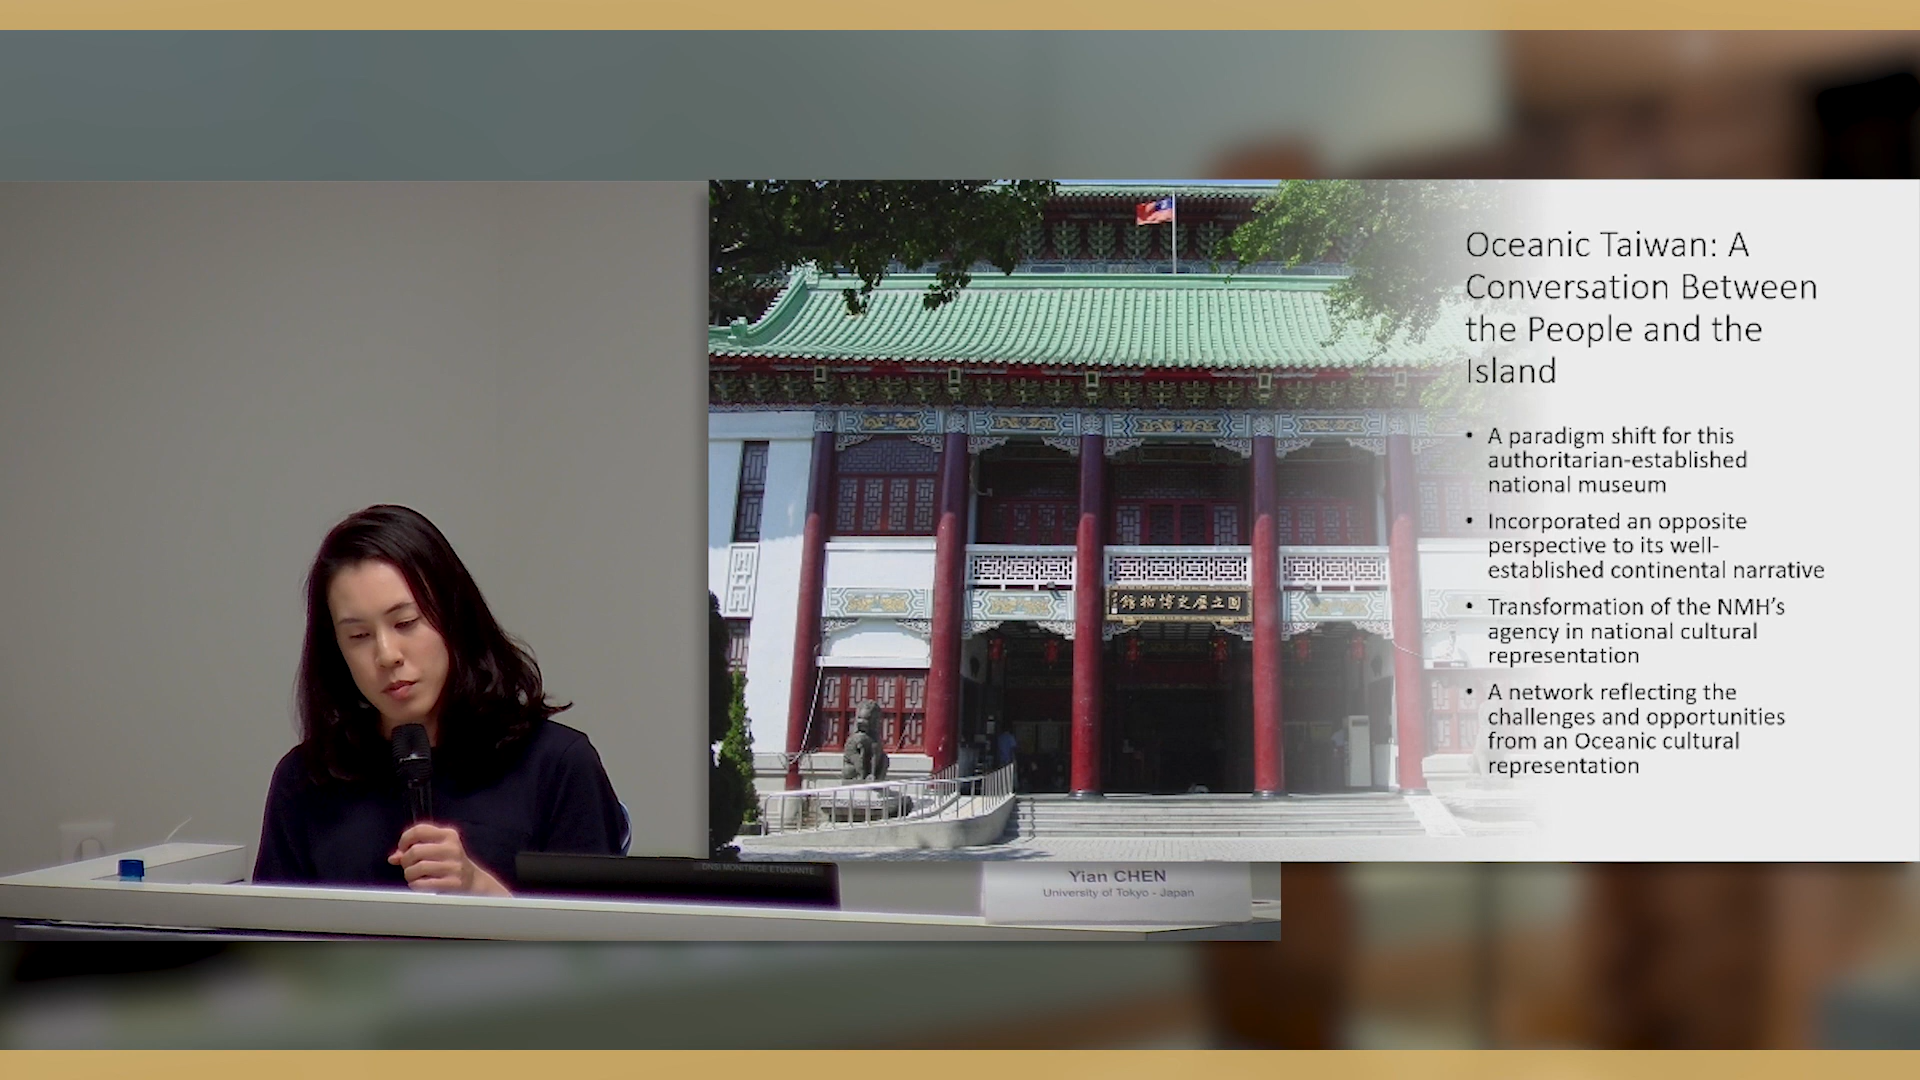 Oceanic Taiwan: A
Conversation Between
the People and the
Island
• A paradigm shift for this
authoritarian-established
national museum
• Incorporated an opposite
perspective to its well-
established continental narrative
• Transformation of the NMH's
agency in national cultural
representation
• A network reflecting the
challenges and opportunities
from an Oceanic cultural
representation
館物博史歷立國
DNSI MONITRICE ETUDIANTE
Yian CHEN
University of Tokyo - Japan